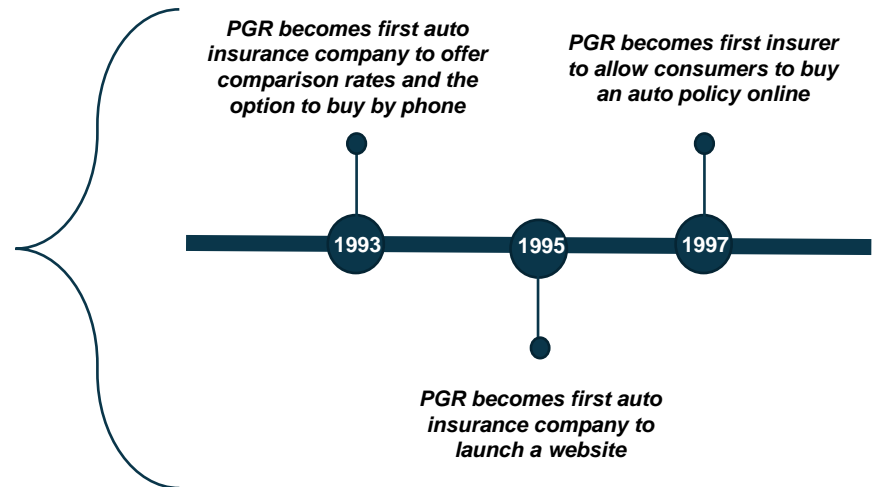 PGR becomes first auto
insurance company to offer
comparison rates and the
option to buy by phone
PGR becomes first insurer
to allow consumers to buy
an auto policy online
1993
1995
1997
PGR becomes first auto
insurance company to
launch a website